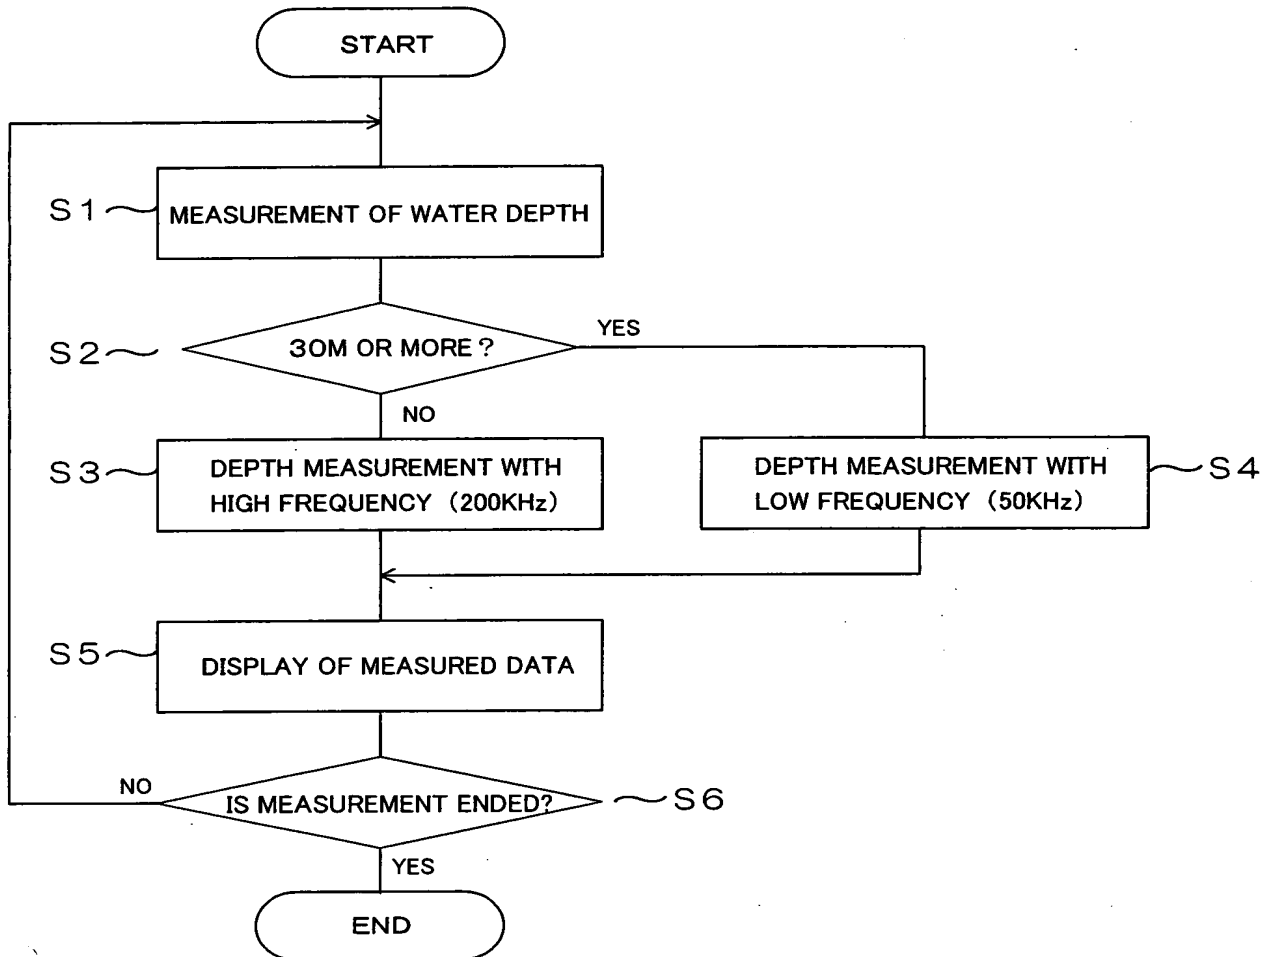 START
S1
MEASUREMENT OF WATER DEPTH
S2
30M OR MORE?
YES
NO
S3
DEPTH MEASUREMENT WITH
HIGH FREQUENCY (200KHz)
DEPTH MEASUREMENT WITH
LOW FREQUENCY (50KHz)
S4
S5
DISPLAY OF MEASURED DATA
NO
IS MEASUREMENT ENDED?
S6
YES
END